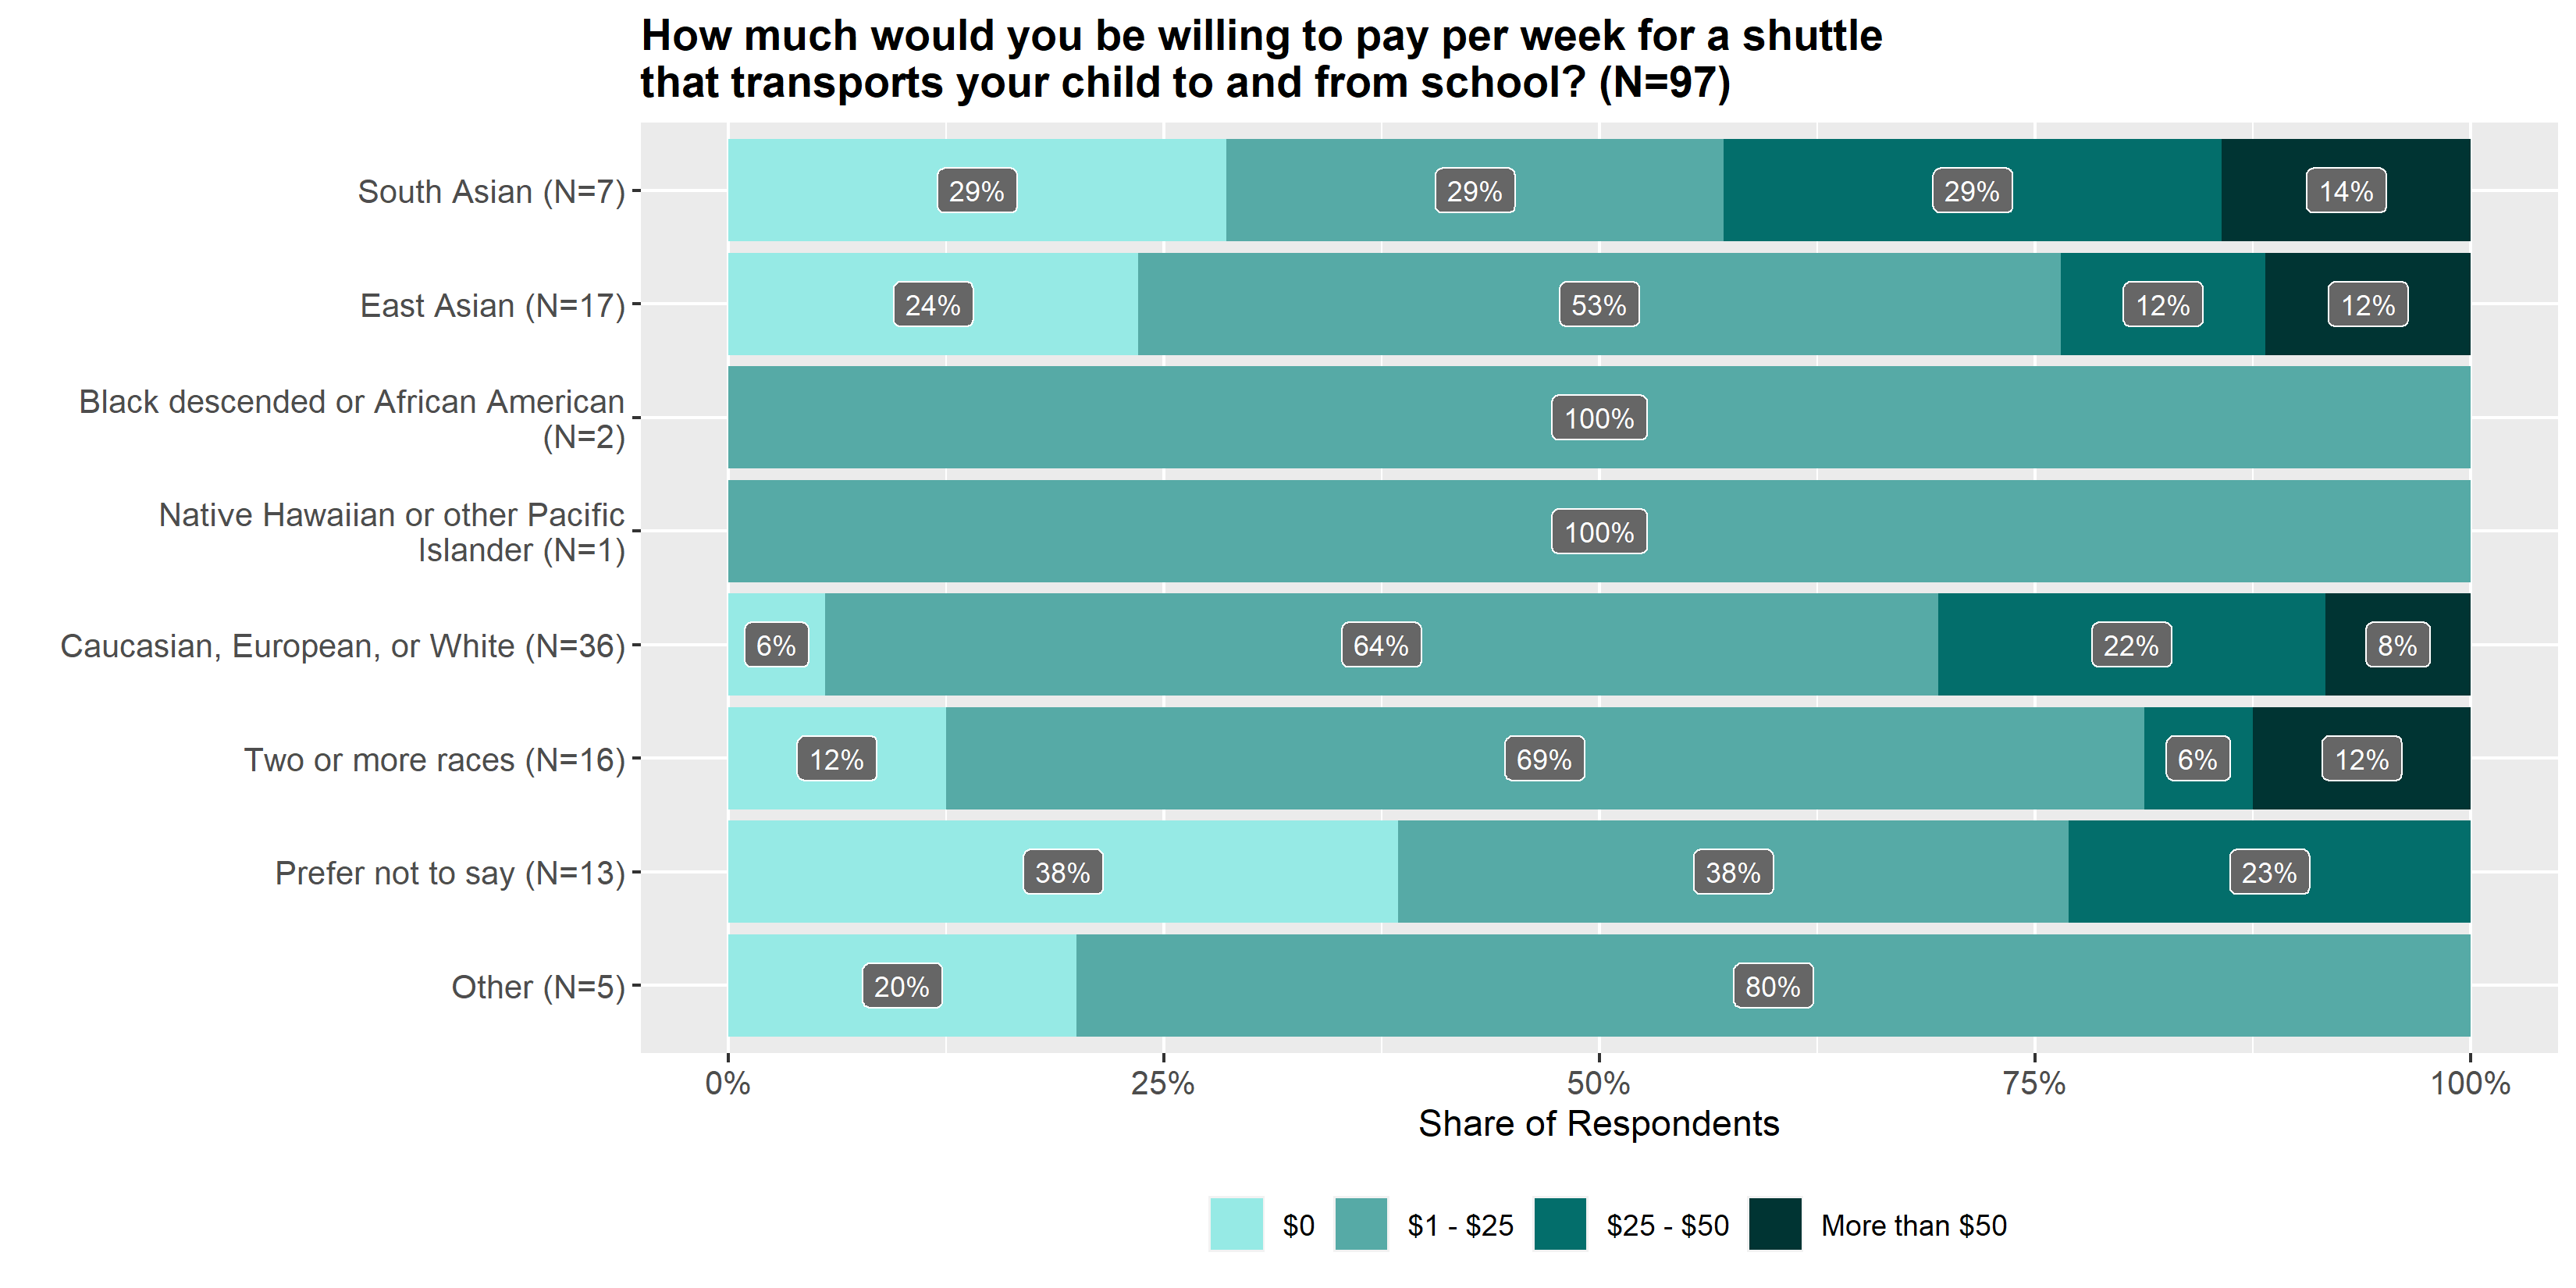 How much would you be willing to pay per week for a shuttle
that transports your child to and from school? (N=97)
South Asian (N=7)
29%
29%
29%
14%
East Asian (N=17)
24%
53%
12%
12%
Black descended or African American
(N=2)
100%
Native Hawaiian or other Pacific
Islander (N=1)
100%
Caucasian, European, or White (N=36)
6%
64%
22%
8%
Two or more races (N=16)
12%
69%
6%
12%
Prefer not to say (N=13)
38%
38%
23%
Other (N=5)
20%
80%
0%
25%
50%
75%
100%
Share of Respondents
$0
$1 - $25
$25 - $50
More than $50